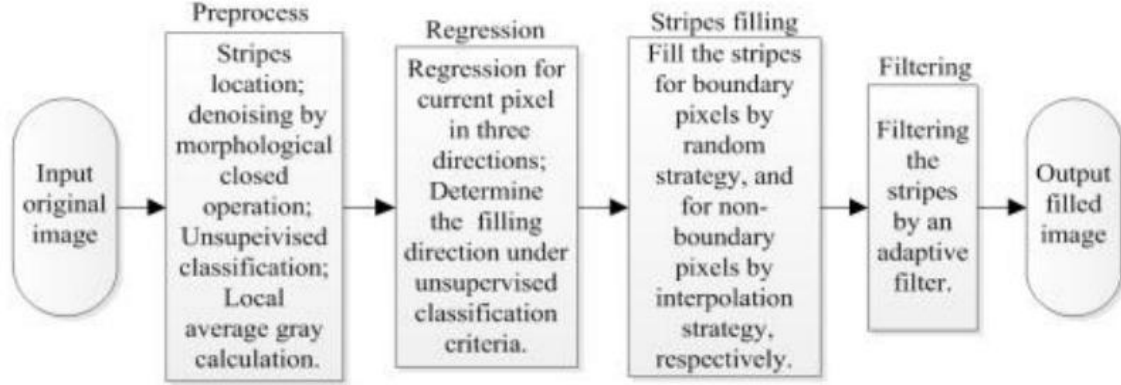 Input
original
image
Preprocess
Stripes
location;
denoising by
morphological
closed
operation;
Unsupeivised
classification;
Local
average gray
calculation.
Regression
Regression for
current pixel
in three
directions;
Determine
the filling
direction under
unsupervised
classification
criteria.
Stripes filling
Fill the stripes
for boundary
pixels by
random
strategy, and
for non-
boundary
pixels by
interpolation
strategy,
respectively.
Filtering
Filtering
the
stripes
by an
adaptive
filter.
Output
filled
image